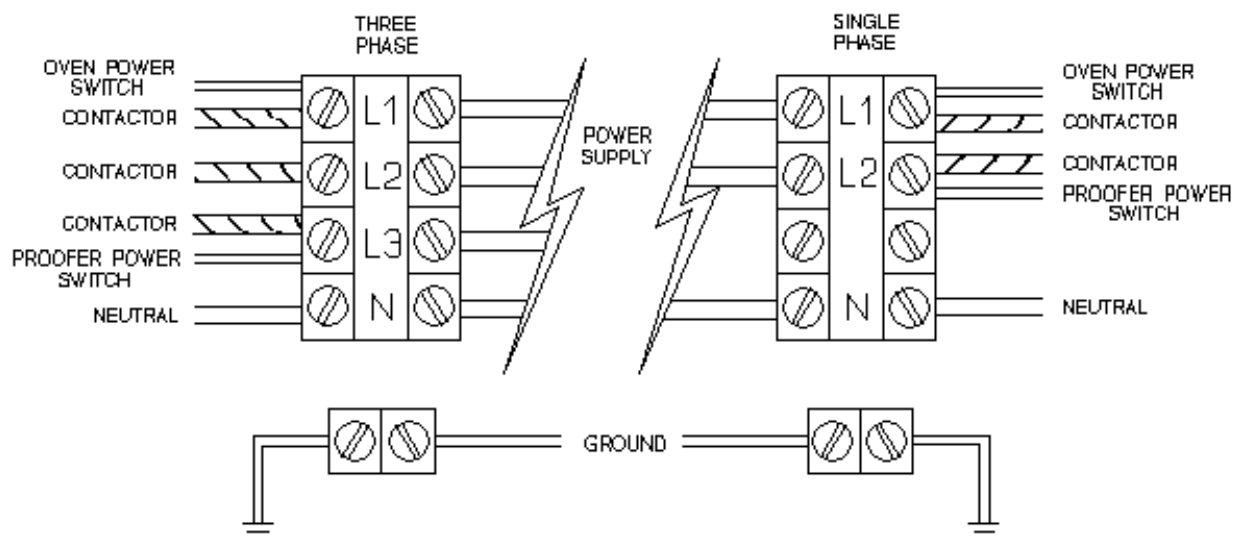 THREE
PHASE
OVEN POWER
SWITCH
CONTACTOR
CONTACTOR
CONTACTOR
PROOFER POWER
SWITCH
NEUTRAL
L1
L2
L3
N
POWER
SUPPLY
SINGLE
PHASE
L1
L2
N
OVEN POWER
SWITCH
CONTACTOR
CONTACTOR
PROOFER POWER
SWITCH
NEUTRAL
GROUND